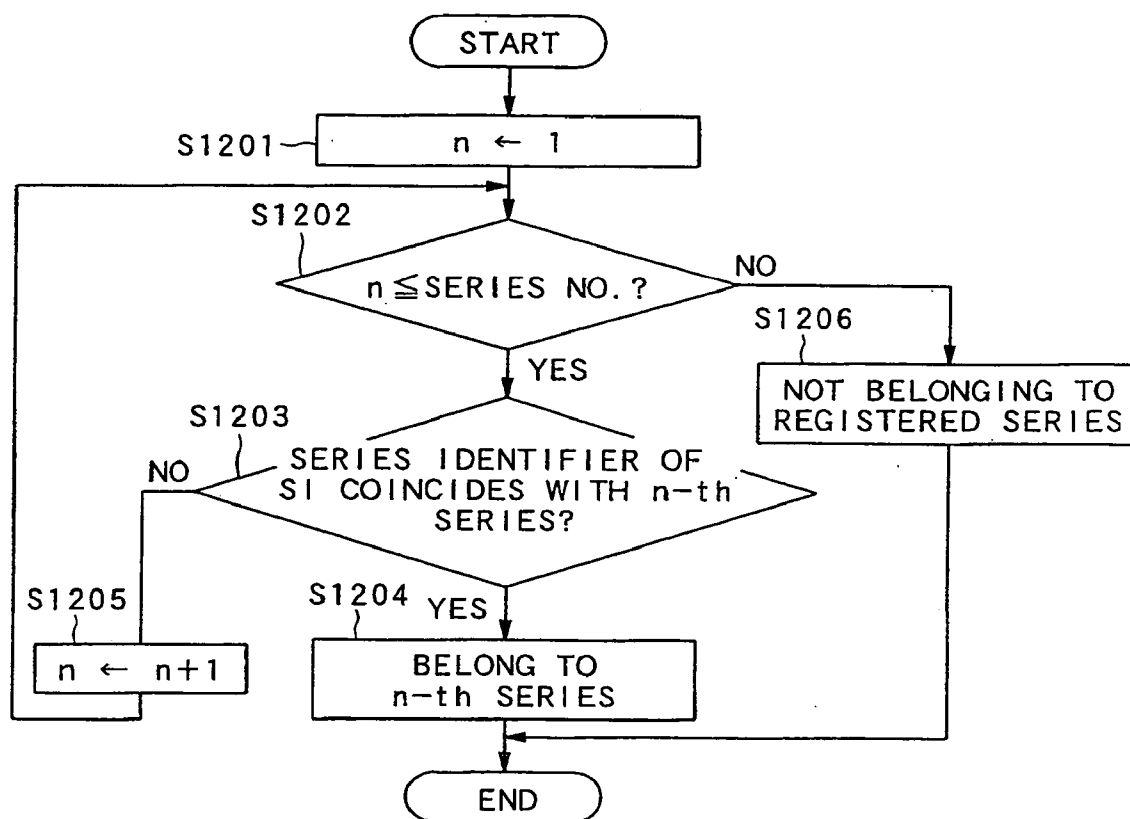 START
S1201
n ← 1
S1202
n≦SERIES NO.?
NO
S1206
YES
NOT BELONGING TO
REGISTERED SERIES
S1203
NO
SERIES IDENTIFIER OF
SI COINCIDES WITH n-th
SERIES?
S1204
YES
S1205
n ← n+1
BELONG TO
n-th SERIES
END